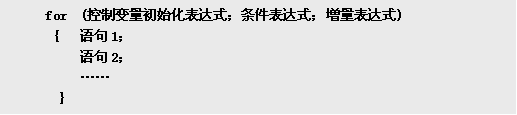 for （控制变量初始化表达式；条件表达式；增量表达式）
{ 语句1；
语句2；
……
}